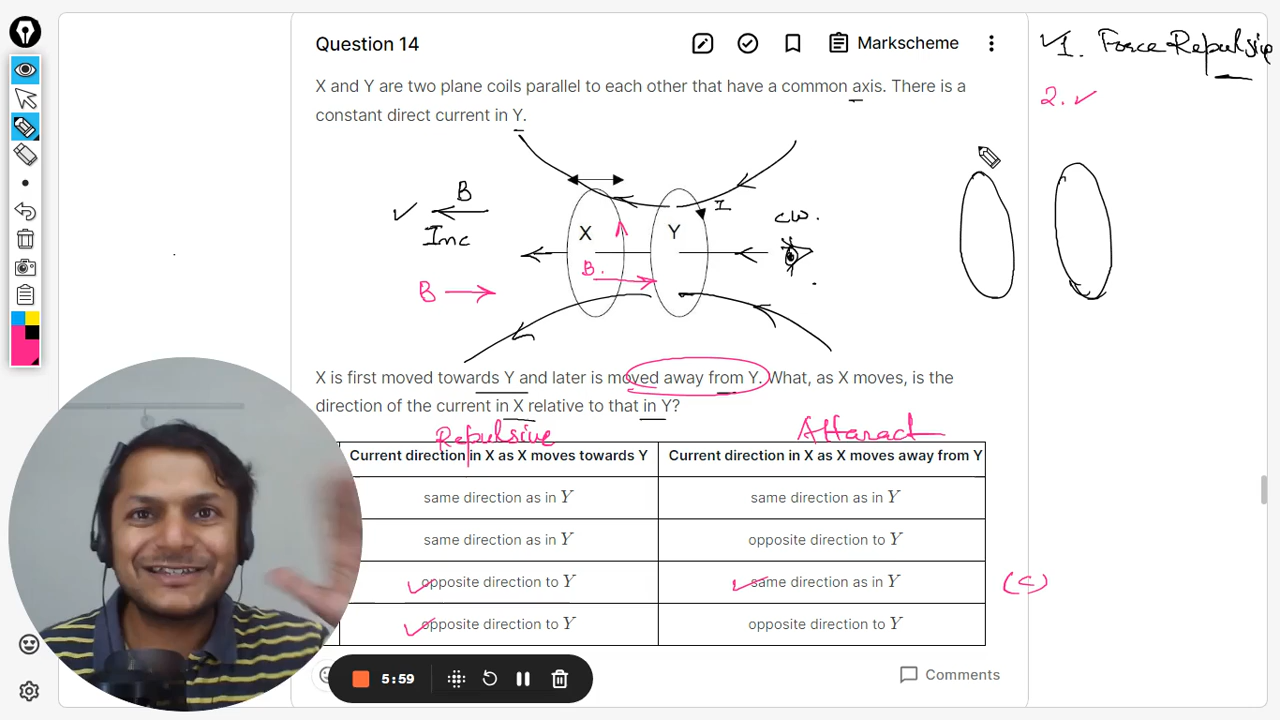 Question 14
Markscheme
1. Force Repulsive
2.
X and Y are two plane coils parallel to each other that have a common axis. There is a
constant direct current in Y.
B
Inc
B
X
Y
I
B.
cw.
X is first moved towards Y and later is moved away from Y. What, as X moves, is the
direction of the current in X relative to that in Y?
Repulsive
Attaract
Current direction in X as X moves towards Y
Current direction in X as X moves away from Y
same direction as in Y
same direction as in Y
same direction as in Y
opposite direction to Y
opposite direction to Y
same direction as in Y
(C)
opposite direction to Y
opposite direction to Y
5:59
Comments